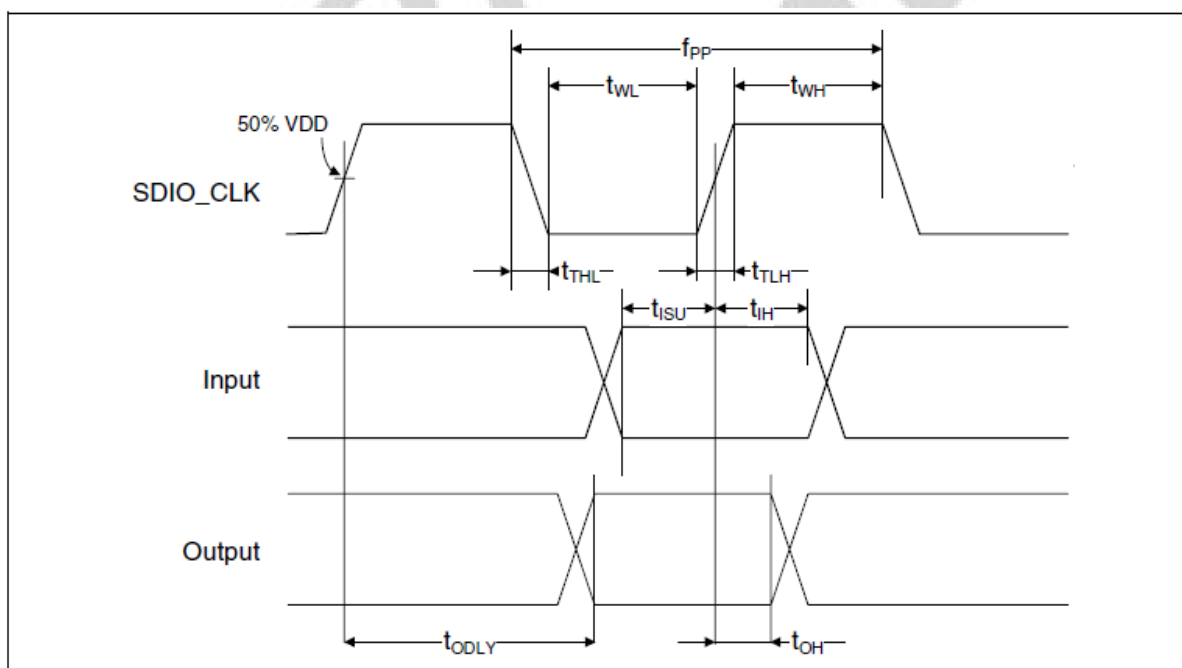 fPP
tWL
tWH
50% VDD
SDIO_CLK
tTHL
tTLH
tISU
tIH
Input
Output
tODLY
tOH